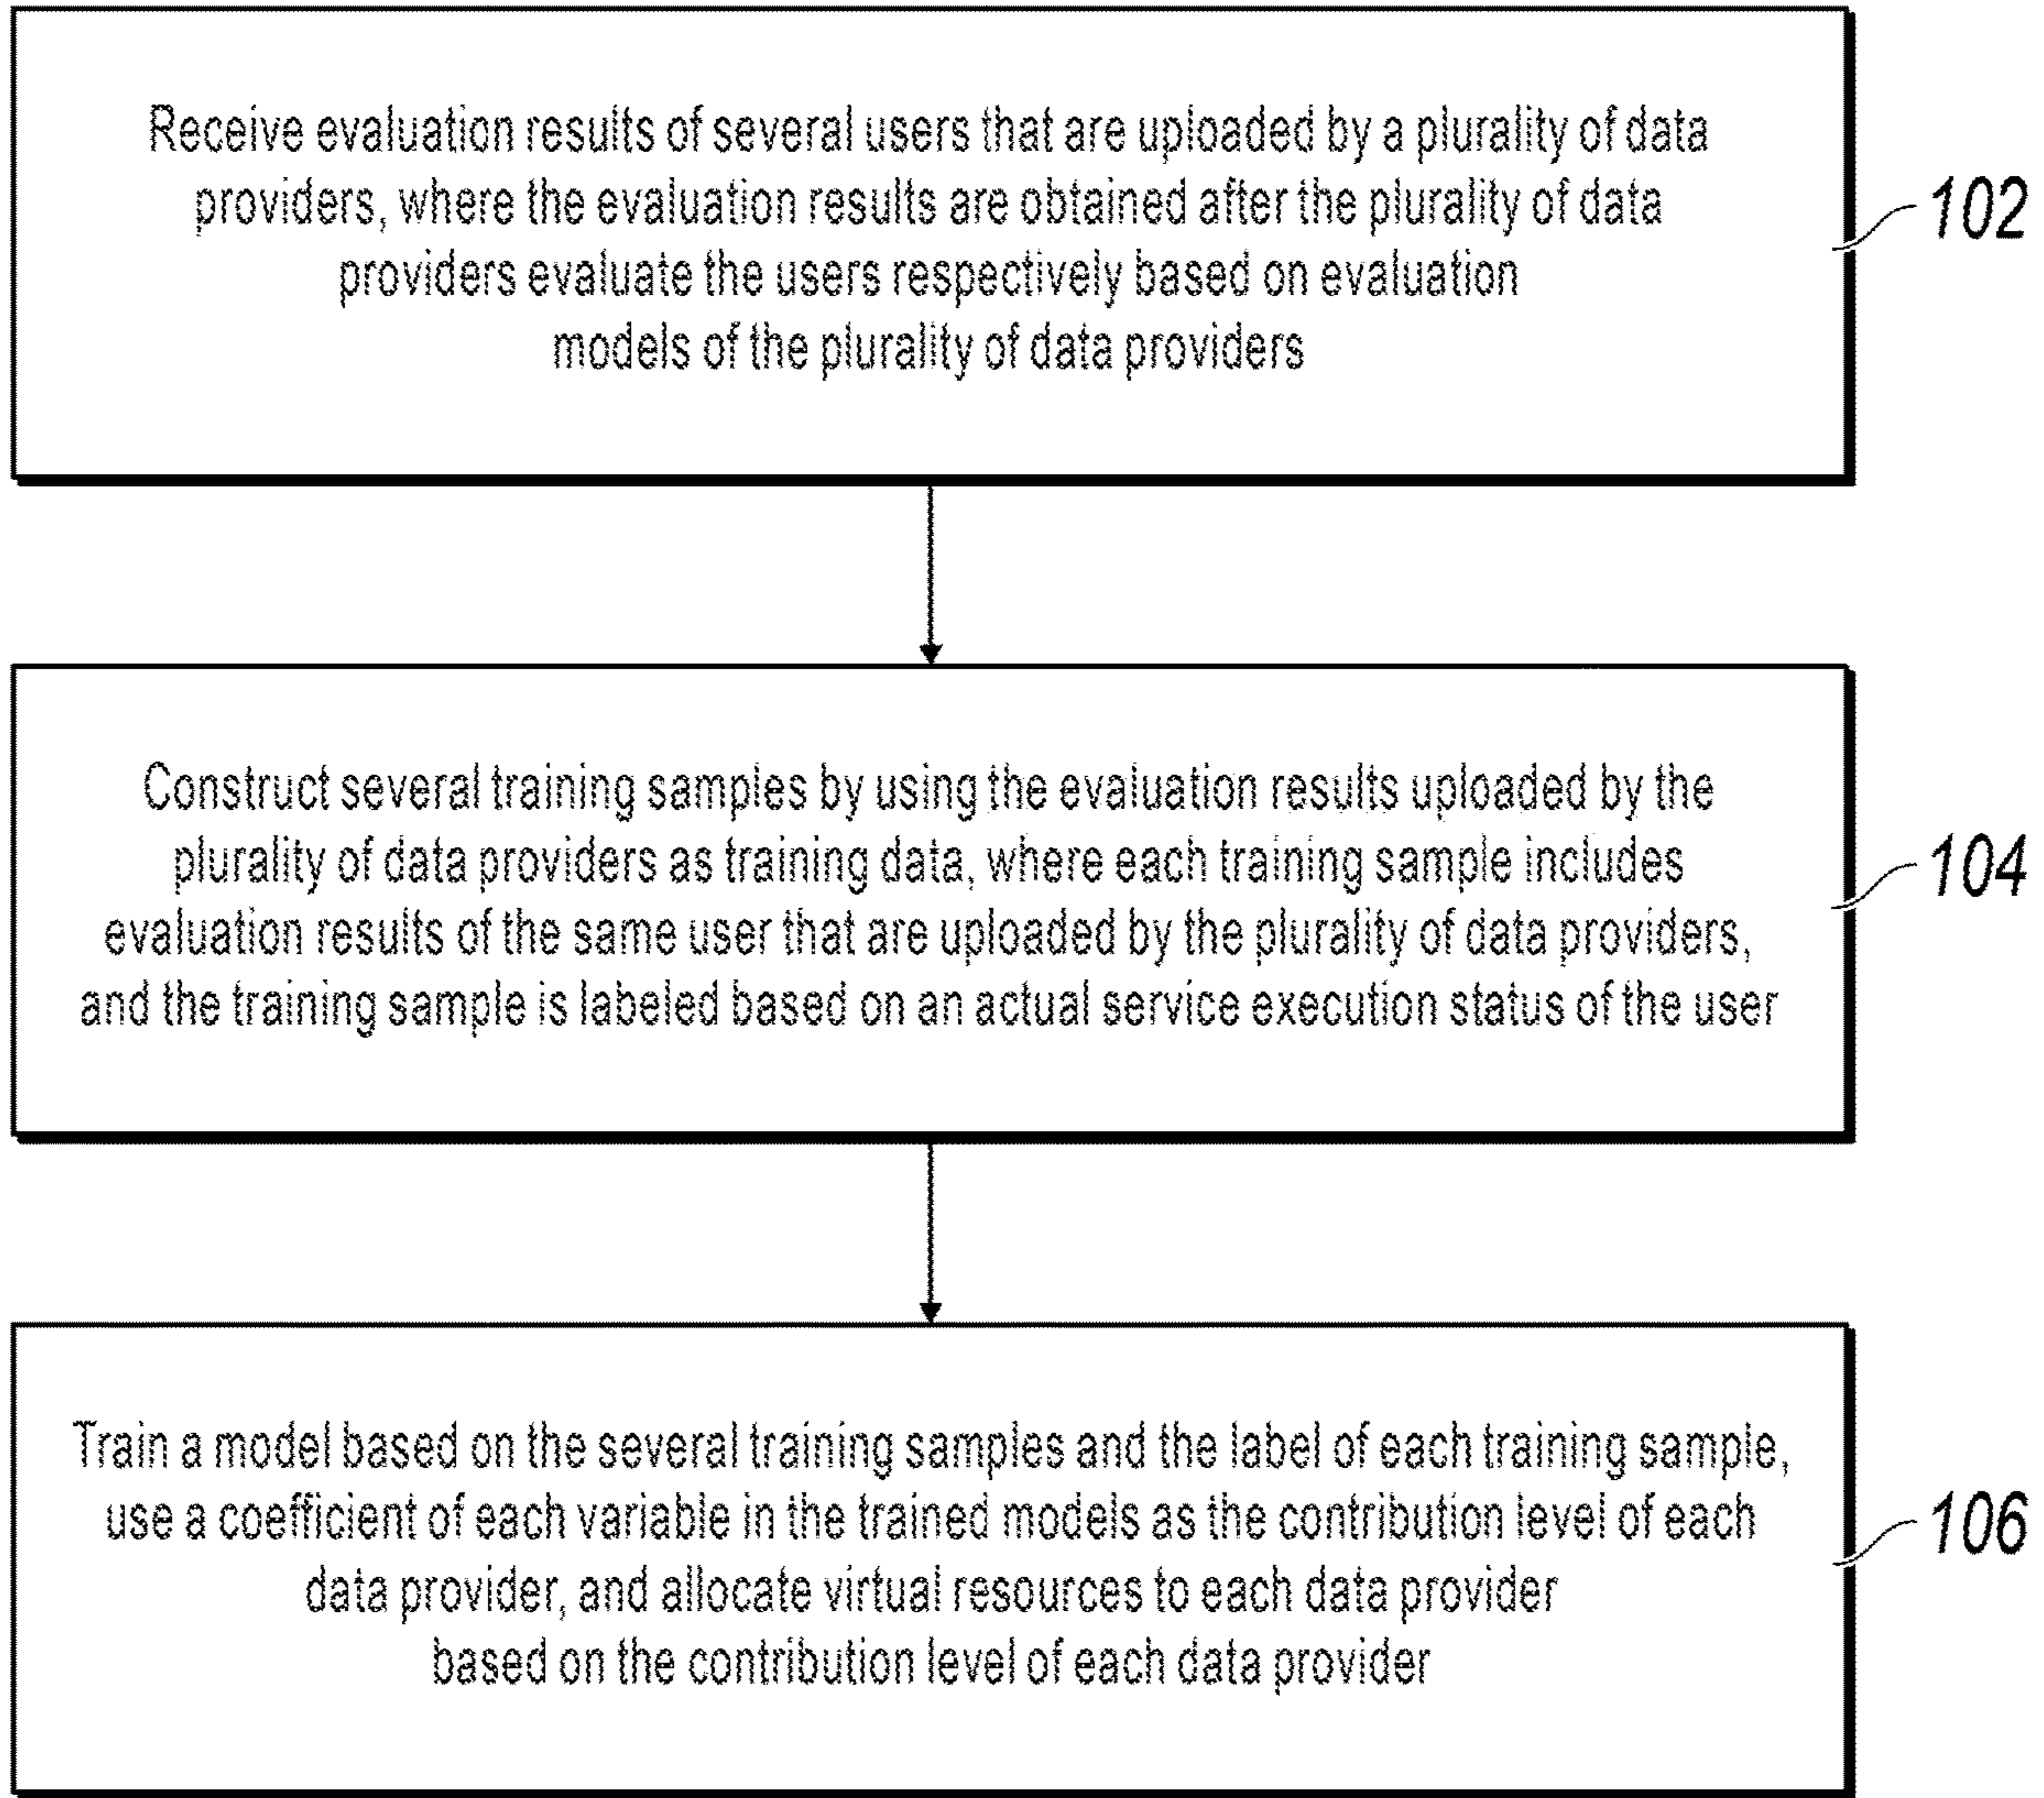 Receive evaluation results of several users that are uploaded by a plurality of data
providers, where the evaluation results are obtained after the plurality of data
providers evaluate the users respectively based on evaluation
models of the plurality of data providers
102
Construct several training samples by using the evaluation results uploaded by the
plurality of data providers as training data, where each training sample includes
evaluation results of the same user that are uploaded by the plurality of data providers,
and the training sample is labeled based on an actual service execution status of the user
104
Train a model based on the several training samples and the label of each training sample,
use a coefficient of each variable in the trained models as the contribution level of each
data provider, and allocate virtual resources to each data provider
based on the contribution level of each data provider
106